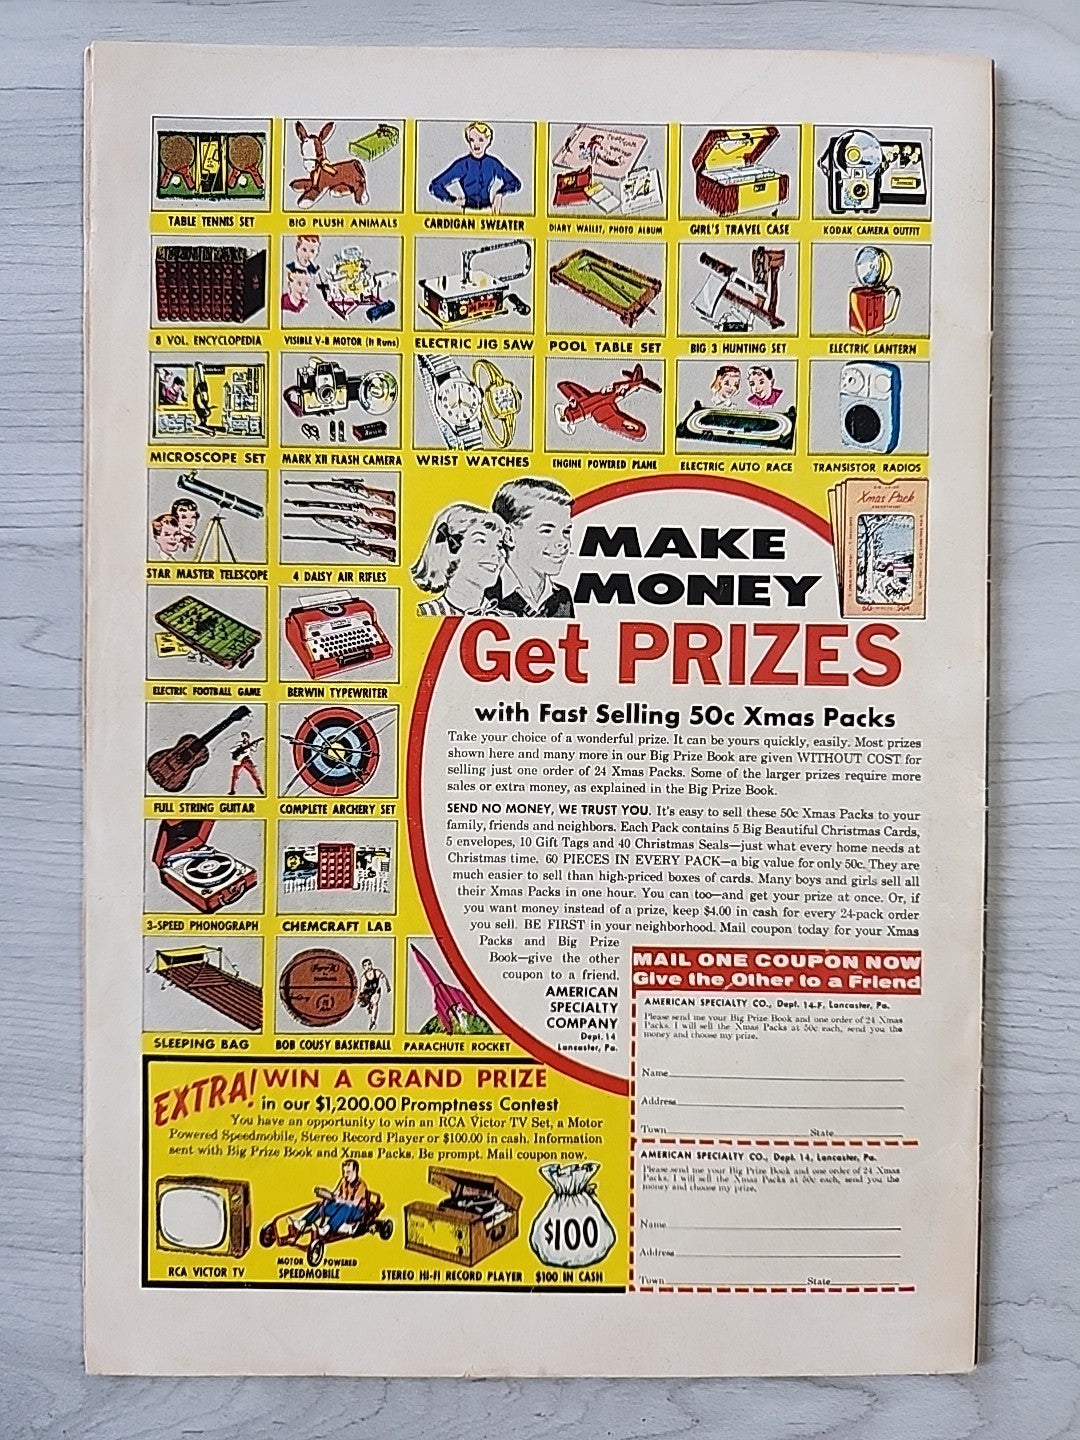 TABLE TENNIS SET
BIG PLUSH ANIMALS
CARDIGAN SWEATER
DIARY WALLET, PHOTO ALBUM
GIRL'S TRAVEL CASE
KODAK CAMERA OUTFIT
8 VOL. ENCYCLOPEDIA
VISIBLE V-8 MOTOR (It Runs)
ELECTRIC JIG SAW
POOL TABLE SET
BIG 3 HUNTING SET
ELECTRIC LANTERN
MICROSCOPE SET
MARK XII FLASH CAMERA
WRIST WATCHES
ENGINE POWERED PLANE
ELECTRIC AUTO RACE
TRANSISTOR RADIOS
STAR MASTER TELESCOPE
4 DAISY AIR RIFLES
ELECTRIC FOOTBALL GAME
BERWIN TYPEWRITER
FULL STRING GUITAR
COMPLETE ARCHERY SET
3-SPEED PHONOGRAPH
CHEMCRAFT LAB
SLEEPING BAG
BOB COUSY BASKETBALL
PARACHUTE ROCKET
Xmas Pack
MAKE
MONEY
Get PRIZES
with Fast Selling 50c Xmas Packs
Take your choice of a wonderful prize. It can be yours quickly, easily. Most prizes
shown here and many more in our Big Prize Book are given WITHOUT COST for
selling just one order of 24 Xmas Packs. Some of the larger prizes require more
sales or extra money, as explained in the Big Prize Book.
SEND NO MONEY, WE TRUST YOU. It's easy to sell these 50c Xmas Packs to your
family, friends and neighbors. Each Pack contains 5 Big Beautiful Christmas Cards,
5 envelopes, 10 Gift Tags and 40 Christmas Seals—just what every home needs at
Christmas time. 60 PIECES IN EVERY PACK—a big value for only 50c. They are
much easier to sell than high-priced boxes of cards. Many boys and girls sell all
their Xmas Packs in one hour. You can too—and get your prize at once. Or, if
you want money instead of a prize, keep $4.00 in cash for every 24-pack order
you sell. BE FIRST in your neighborhood. Mail coupon today for your Xmas
Packs and Big Prize
Book—give the other
coupon to a friend.
AMERICAN
SPECIALTY
COMPANY
Dept. 14
Lancaster, Pa.
MAIL ONE COUPON NOW
Give the Other to a Friend
AMERICAN SPECIALTY CO., Dept. 14-F, Lancaster, Pa.
Please send me your Big Prize Book and one order of 24 Xmas
Packs. I will sell the Xmas Packs at 50c each, send you the
money and choose my prize.
Name
Address
Town State
AMERICAN SPECIALTY CO., Dept. 14, Lancaster, Pa.
Please send me your Big Prize Book and one order of 24 Xmas
Packs. I will sell the Xmas Packs at 50c each, send you the
money and choose my prize.
Name
Address
Town State
EXTRA! WIN A GRAND PRIZE
in our $1,200.00 Promptness Contest
You have an opportunity to win an RCA Victor TV Set, a Motor
Powered Speedmobile, Stereo Record Player or $100.00 in cash. Information
sent with Big Prize Book and Xmas Packs. Be prompt. Mail coupon now.
$100
RCA VICTOR TV
MOTOR POWERED
SPEEDMOBILE
STEREO HI-FI RECORD PLAYER
$100 IN CASH